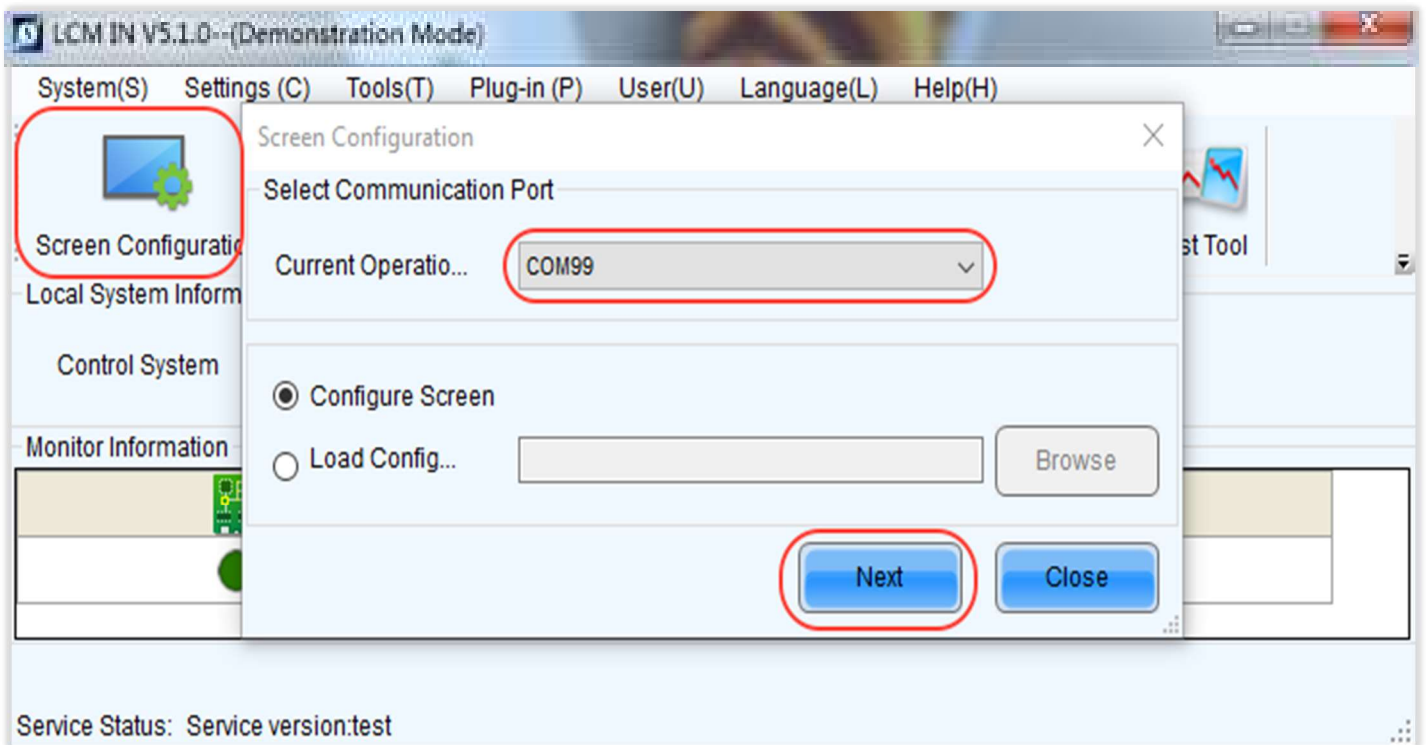 LCM IN V5.1.0--(Demonstration Mode)
System(S) Settings (C) Tools(T) Plug-in (P) User(U) Language(L) Help(H)
Screen Configuration
Select Communication Port
Current Operatio... COM99
Screen Configuratio
st Tool
Local System Inform
Control System
Configure Screen
Monitor Information
Load Config... Browse
Next Close
Service Status: Service version:test